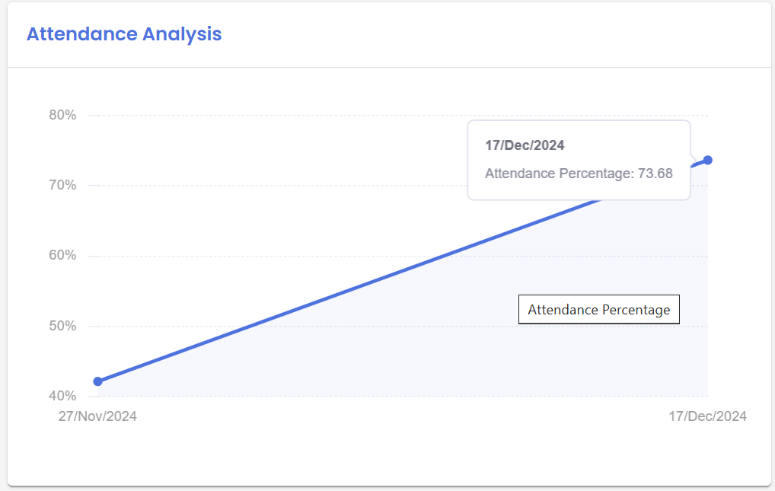 Attendance Analysis
80%
17/Dec/2024
Attendance Percentage: 73.68
70%
60%
Attendance Percentage
50%
40%
27/Nov/2024
17/Dec/2024